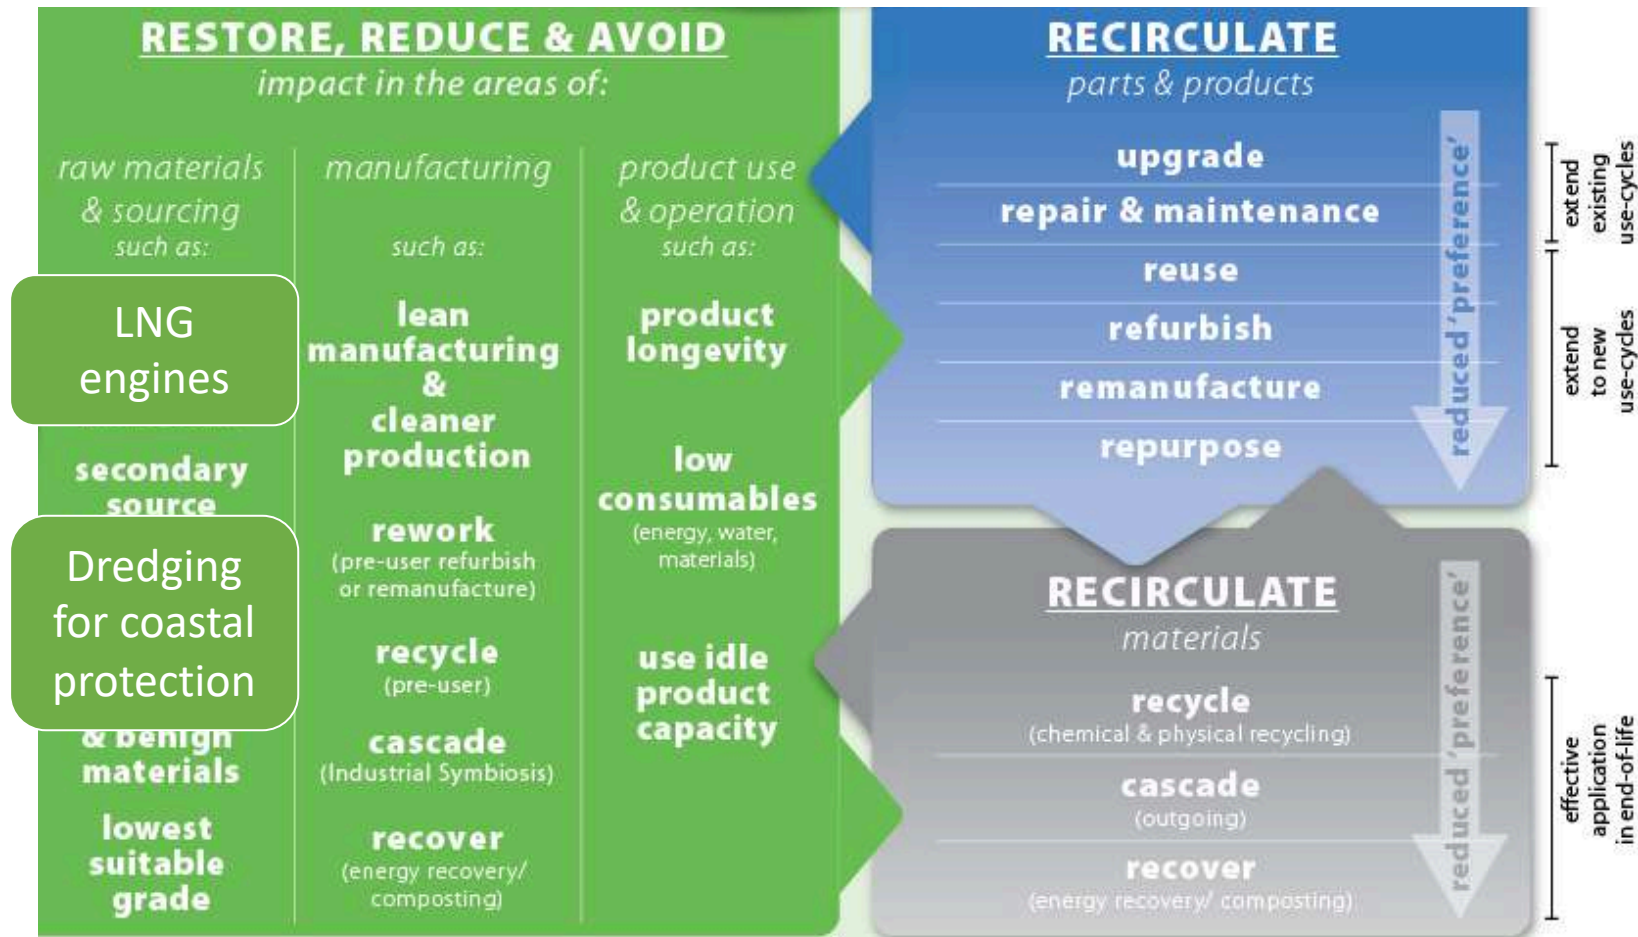 RESTORE, REDUCE & AVOID
impact in the areas of:
raw materials
& sourcing
such as:
LNG
engines
secondary
source
Dredging
for coastal
protection
& benign
materials
lowest
suitable
grade
manufacturing
such as:
lean
manufacturing
&
cleaner
production
rework
(pre-user refurbish
or remanufacture)
recycle
(pre-user)
cascade
(Industrial Symbiosis)
recover
(energy recovery/
composting)
product use
& operation
such as:
product
longevity
low
consumables
(energy, water,
materials)
use idle
product
capacity
RECIRCULATE
parts & products
upgrade
repair & maintenance
reuse
refurbish
remanufacture
repurpose
reduced 'preference'
extend
existing
use-cycles
extend
to new
use-cycles
RECIRCULATE
materials
recycle
(chemical & physical recycling)
cascade
(outgoing)
recover
(energy recovery/ composting)
reduced 'preference'
effective
application
in end-of-life